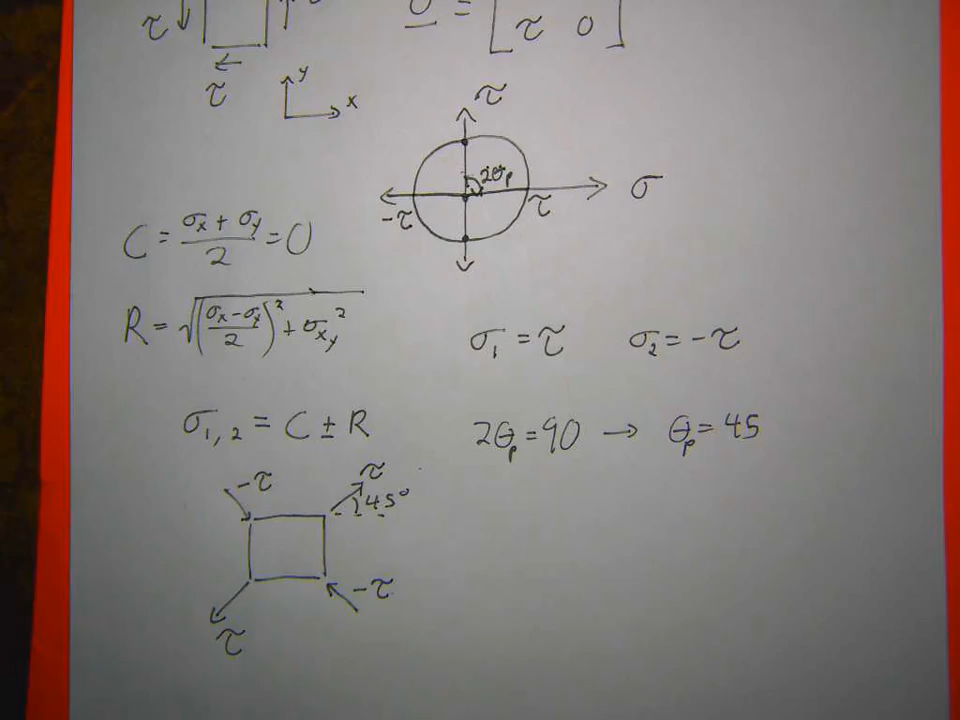 τ
σ = [ τ 0 ]
τ
y
x
τ
2θp
σ
-τ
τ
C = (σx + σy)/2 = 0
R = √(((σx - σy)/2)² + σxy²)
σ1 = τ σ2 = -τ
σ1,2 = C ± R
2θp = 90 → θp = 45
-τ
τ
45°
-τ
τ